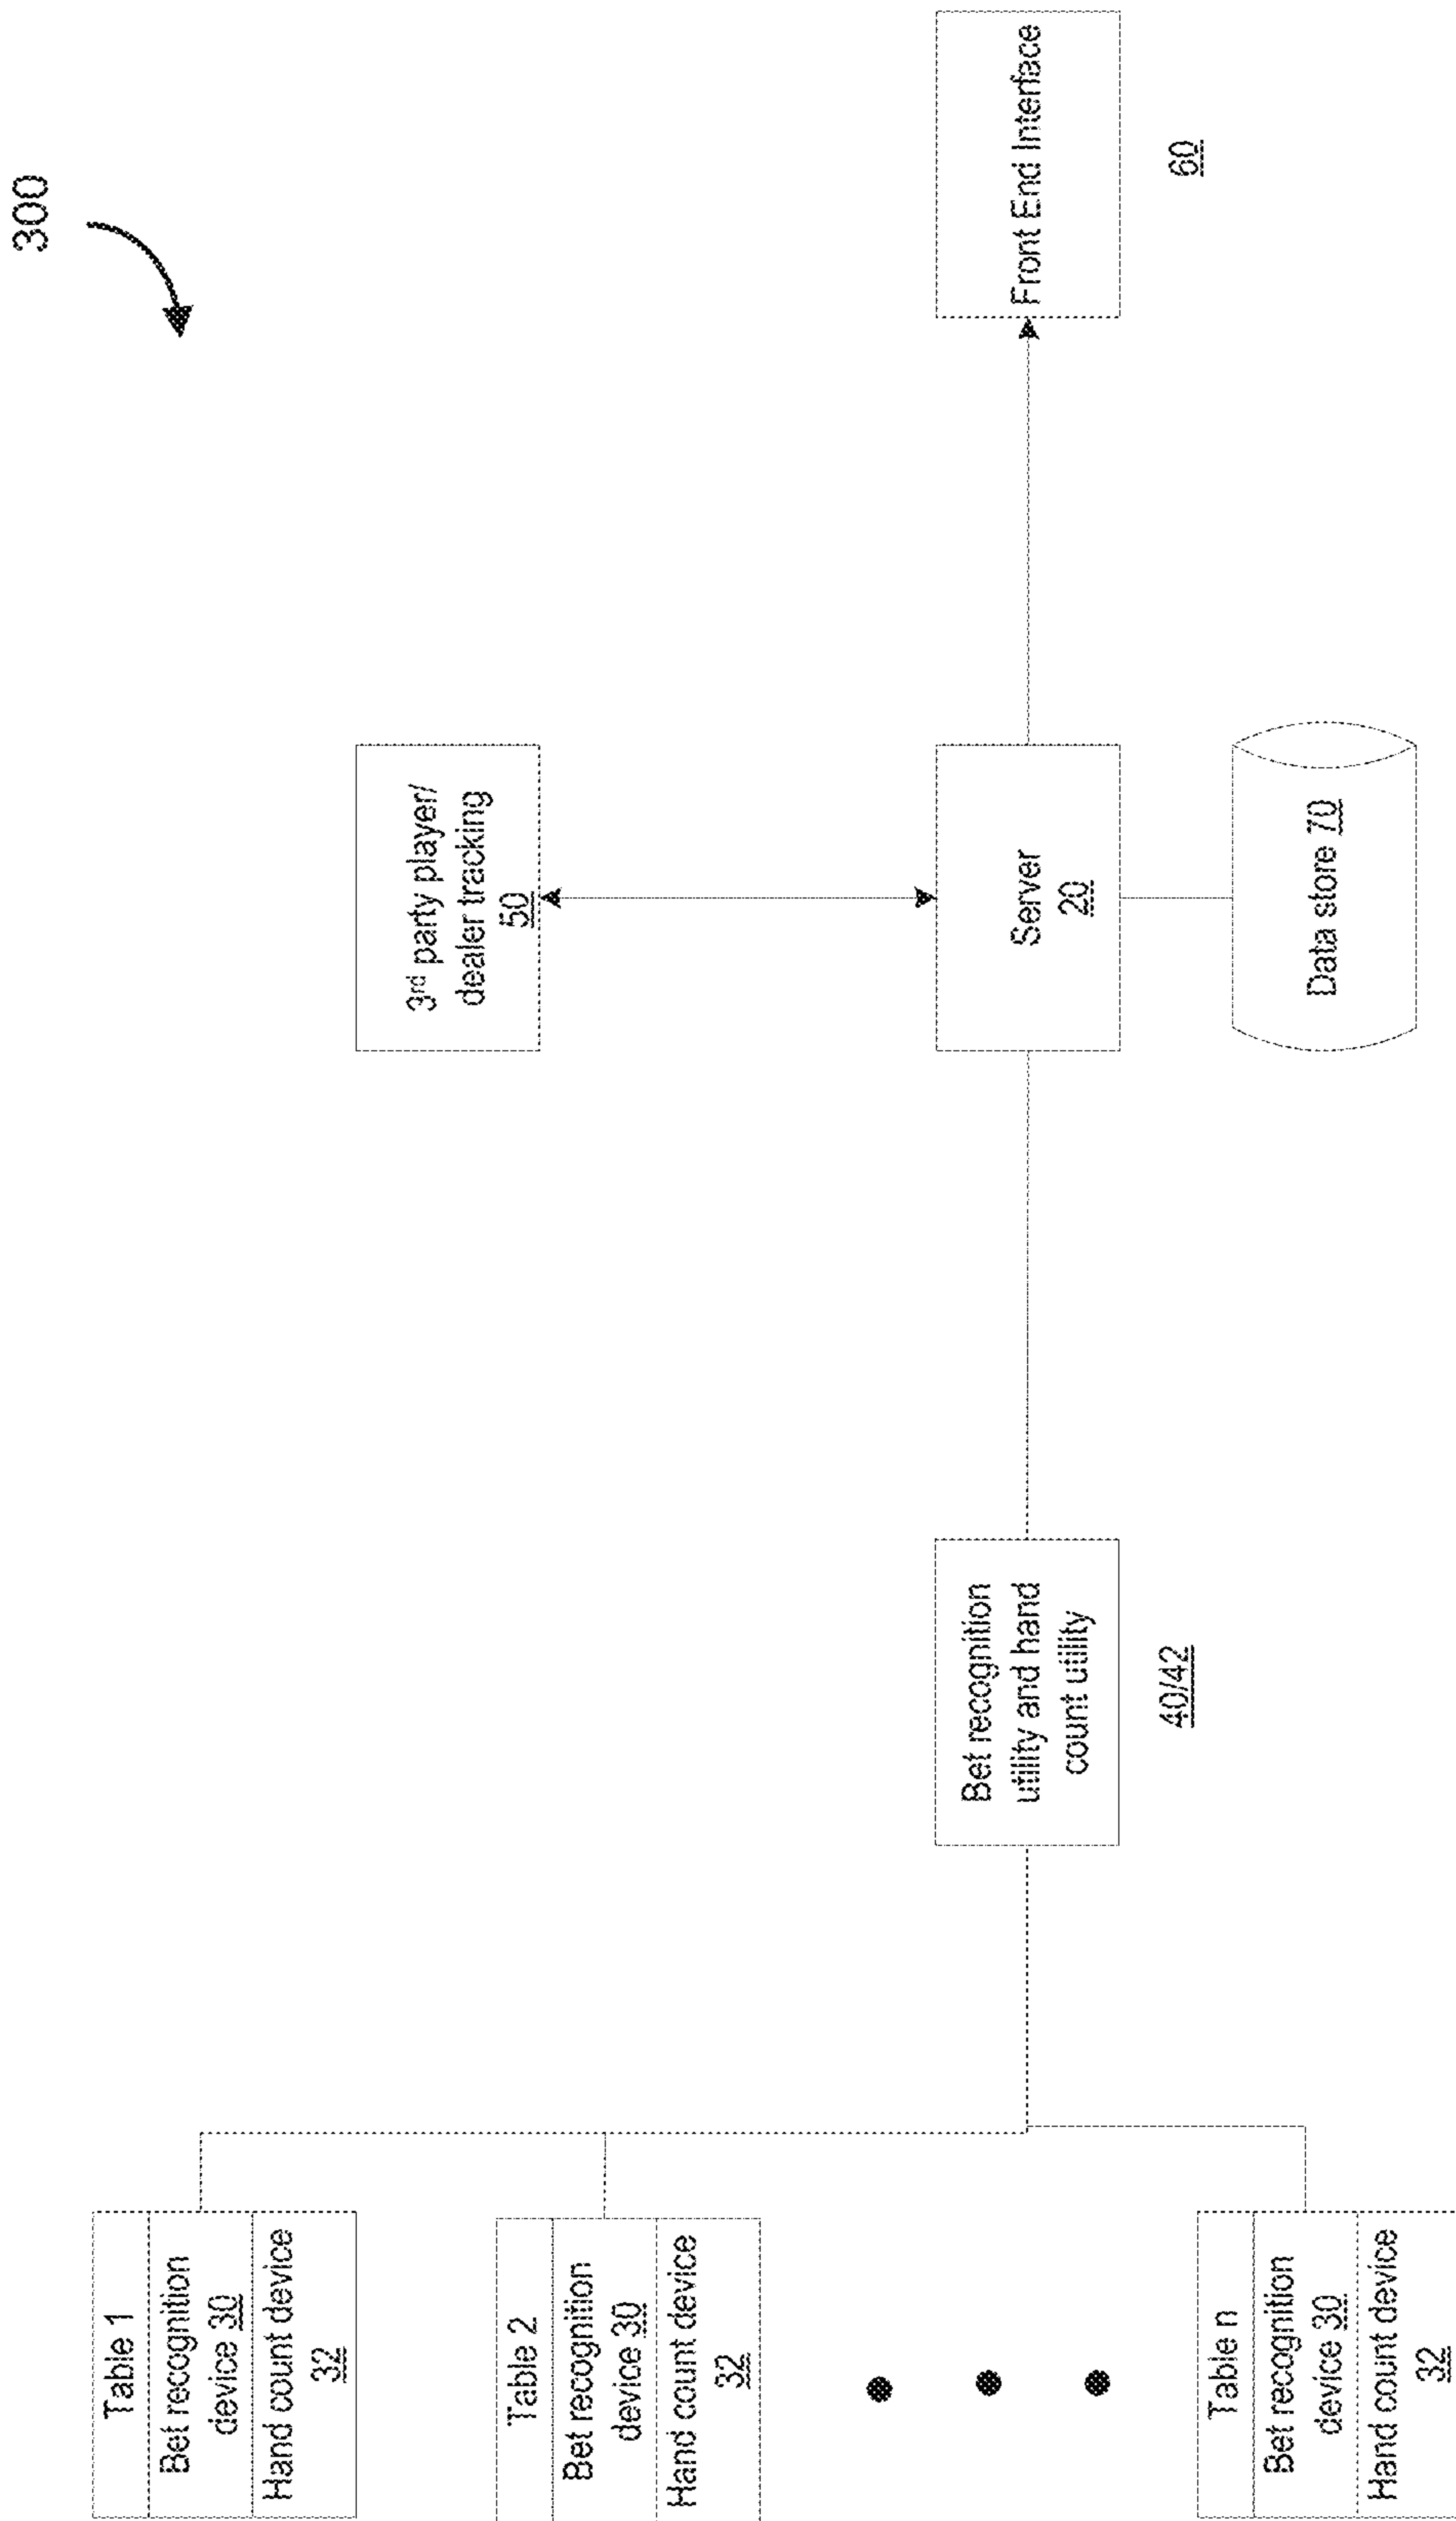 300
Table 1
Bet recognition
device 30
Hand count device
32
Table 2
Bet recognition
device 30
Hand count device
32
Table n
Bet recognition
device 30
Hand count device
32
Bet recognition
utility and hand
count utility
40/42
3rd party player/
dealer tracking
50
Server
20
Data store 70
Front End Interface
60